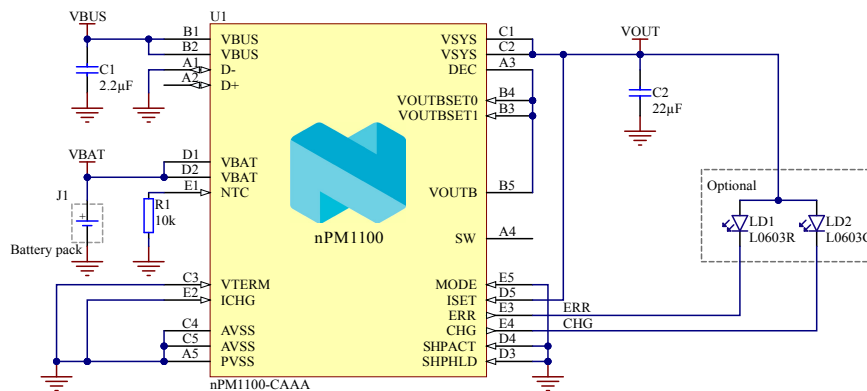 U1
VBUS
B1 VBUS
B2 VBUS
A1 D-
A2 D+
C1
2.2µF
VBAT
D1 VBAT
D2 VBAT
E1 NTC
J1
+
Battery pack
R1
10k
C3 VTERM
E2 ICHG
C4 AVSS
C5 AVSS
A5 PVSS
nPM1100
VSYS C1
VSYS C2
DEC A3
VOUTBSET0 B4
VOUTBSET1 B3
VOUTB B5
SW A4
MODE E5
ISET D5
ERR E3 ERR
CHG E4 CHG
SHPACT D4
SHPHLD D3
VOUT
C2
22µF
Optional
LD1
L0603R
LD2
nPM1100-CAAA